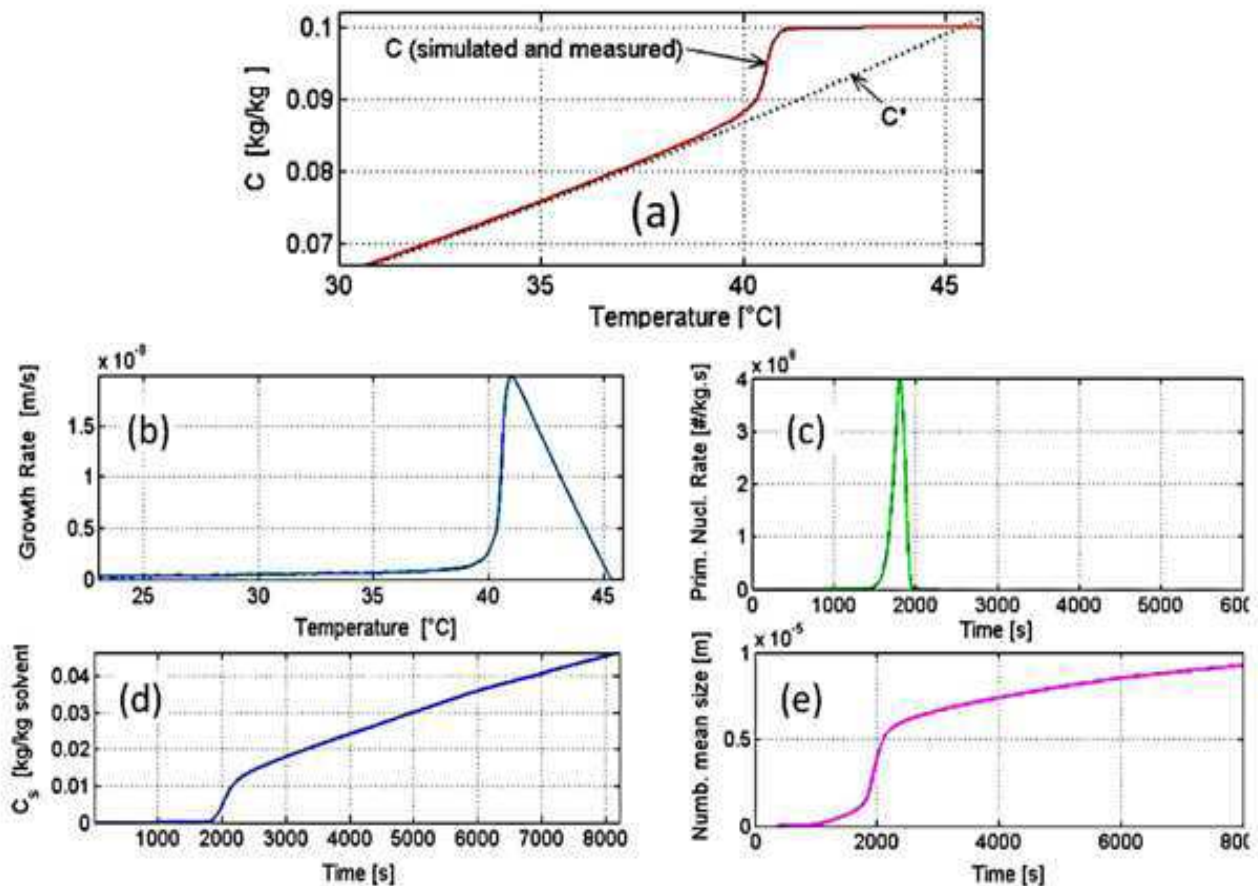 0.1
C (simulated and measured)
0.09
C [kg/kg]
C*
0.08
(a)
0.07
30 35 40 45
Temperature [°C]
x 10
Growth Rate [m/s]
1.5
(b)
1
0.5
0
25 30 35 40 45
Temperature [°C]
x 10
Prim. Nucl. Rate [#/kg.s]
4
(c)
3
2
1
0
0 1000 2000 3000 4000 5000
Time [s]
C_s [kg/kg solvent
0.04
(d)
0.03
0.02
0.01
0
1000 2000 3000 4000 5000 6000 7000 8000
Time [s]
x 10⁻⁵
Numb. mean size [m]
1
(e)
0.5
0
0 2000 4000 6000
Time [s]